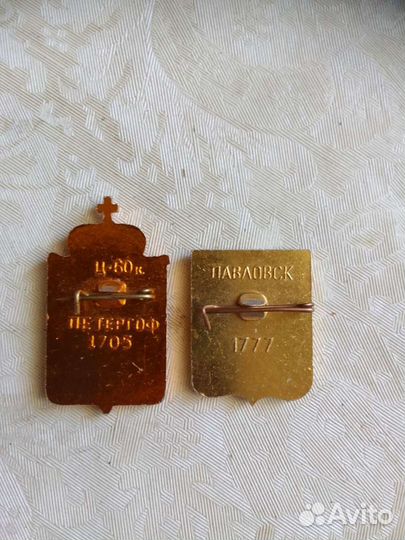 Ц-60к.
ПЕТЕРГОФ
1705
ПАВЛОВСК
1777
Avito